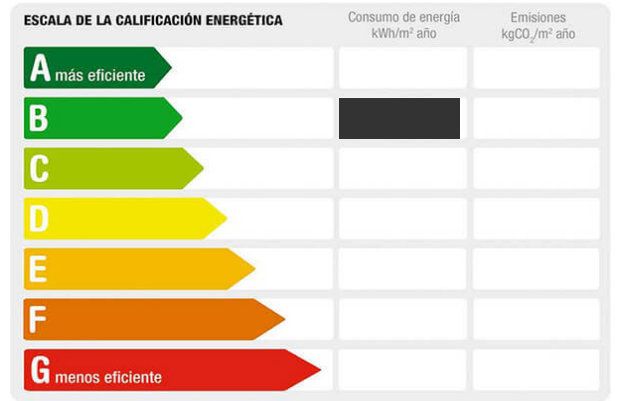 ESCALA DE LA CALIFICACIÓN ENERGÉTICA
Consumo de energía
kWh/m² año
Emisiones
kgCO₂/m² año
A más eficiente
B
C
D
E
F
G menos eficiente